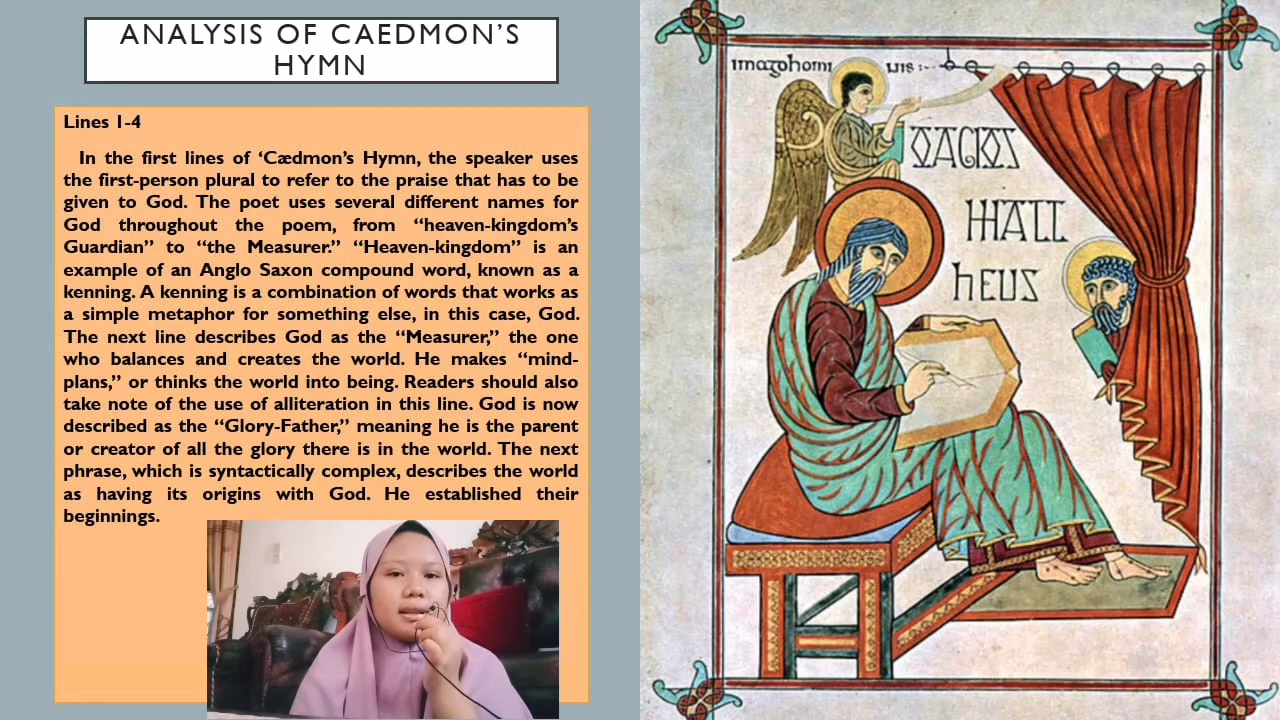 ANALYSIS OF CAEDMON'S
HYMN
Lines 1-4
In the first lines of ‘Cædmon’s Hymn, the speaker uses
the first-person plural to refer to the praise that has to be
given to God. The poet uses several different names for
God throughout the poem, from “heaven-kingdom’s
Guardian” to “the Measurer.” “Heaven-kingdom” is an
example of an Anglo Saxon compound word, known as a
kenning. A kenning is a combination of words that works as
a simple metaphor for something else, in this case, God.
The next line describes God as the “Measurer,” the one
who balances and creates the world. He makes “mind-
plans,” or thinks the world into being. Readers should also
take note of the use of alliteration in this line. God is now
described as the “Glory-Father,” meaning he is the parent
or creator of all the glory there is in the world. The next
phrase, which is syntactically complex, describes the world
as having its origins with God. He established their
beginnings.
imago homi nis
O AGIOS
MATT
heus